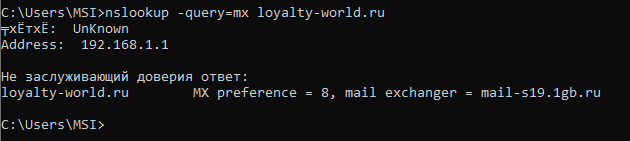 C:\Users\MSI>nslookup -query=mx loyalty-world.ru
╤хЁтхЁ:  UnKnown
Address:  192.168.1.1
Не заслуживающий доверия ответ:
loyalty-world.ru        MX preference = 8, mail exchanger = mail-s19.1gb.ru
C:\Users\MSI>